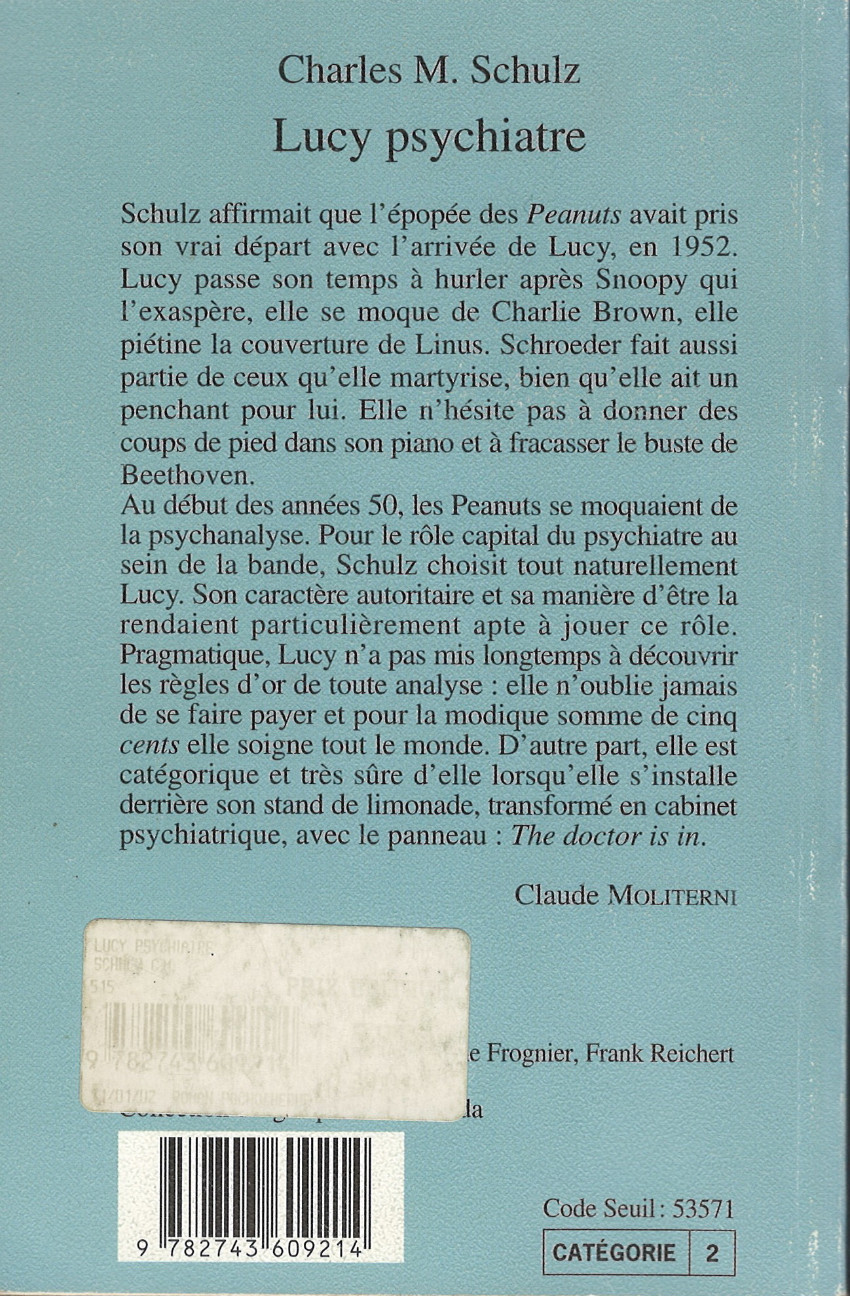 Charles M. Schulz
Lucy psychiatre
Schulz affirmait que l'épopée des Peanuts avait pris
son vrai départ avec l'arrivée de Lucy, en 1952.
Lucy passe son temps à hurler après Snoopy qui
l'exaspère, elle se moque de Charlie Brown, elle
piétine la couverture de Linus. Schroeder fait aussi
partie de ceux qu'elle martyrise, bien qu'elle ait un
penchant pour lui. Elle n'hésite pas à donner des
coups de pied dans son piano et à fracasser le buste de
Beethoven.
Au début des années 50, les Peanuts se moquaient de
la psychanalyse. Pour le rôle capital du psychiatre au
sein de la bande, Schulz choisit tout naturellement
Lucy. Son caractère autoritaire et sa manière d'être la
rendaient particulièrement apte à jouer ce rôle.
Pragmatique, Lucy n'a pas mis longtemps à découvrir
les règles d'or de toute analyse : elle n'oublie jamais
de se faire payer et pour la modique somme de cinq
cents elle soigne tout le monde. D'autre part, elle est
catégorique et très sûre d'elle lorsqu'elle s'installe
derrière son stand de limonade, transformé en cabinet
psychiatrique, avec le panneau : The doctor is in.
Claude MOLITERNI
LUCY PSYCHIATRE
515
PRIX
9 782743 609214
Frognier, Frank Reichert
9 782743 609214
Code Seuil : 53571
CATÉGORIE 2